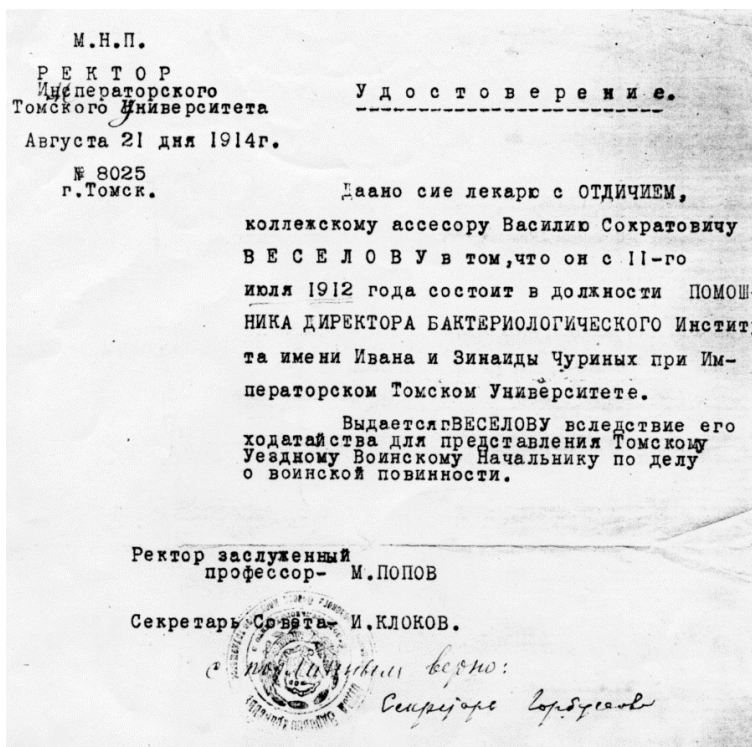 М.Н.П.
РЕКТОР
Императорского
Томского Университета
Августа 21 дня 1914г.
№ 8025
г.Томск.
Удостоверение.
Даано сие лекарю с ОТДИЧИЕМ,
коллежскому ассесору Василию Сократовичу
ВЕСЕЛОВУ в том,что он с 11-го
июля 1912 года состоит в должности ПОМОШ-
НИКА ДИРЕКТОРА БАКТЕРИОЛОГИЧЕСКОГО Инстит
та имени Ивана и Зинаиды Чуриных при Им-
ператорском Томском Университете.
Выдается гВЕСЕЛОВУ вследствие его
ходатайства для представления Томскому
Уездному Воинскому Начальнику по делу
о воинской повинности.
Ректор заслуженный
профессор- М.ПОПОВ
Секретарь Совета- И.КЛОКОВ.
с подлинным верно:
Секретарь